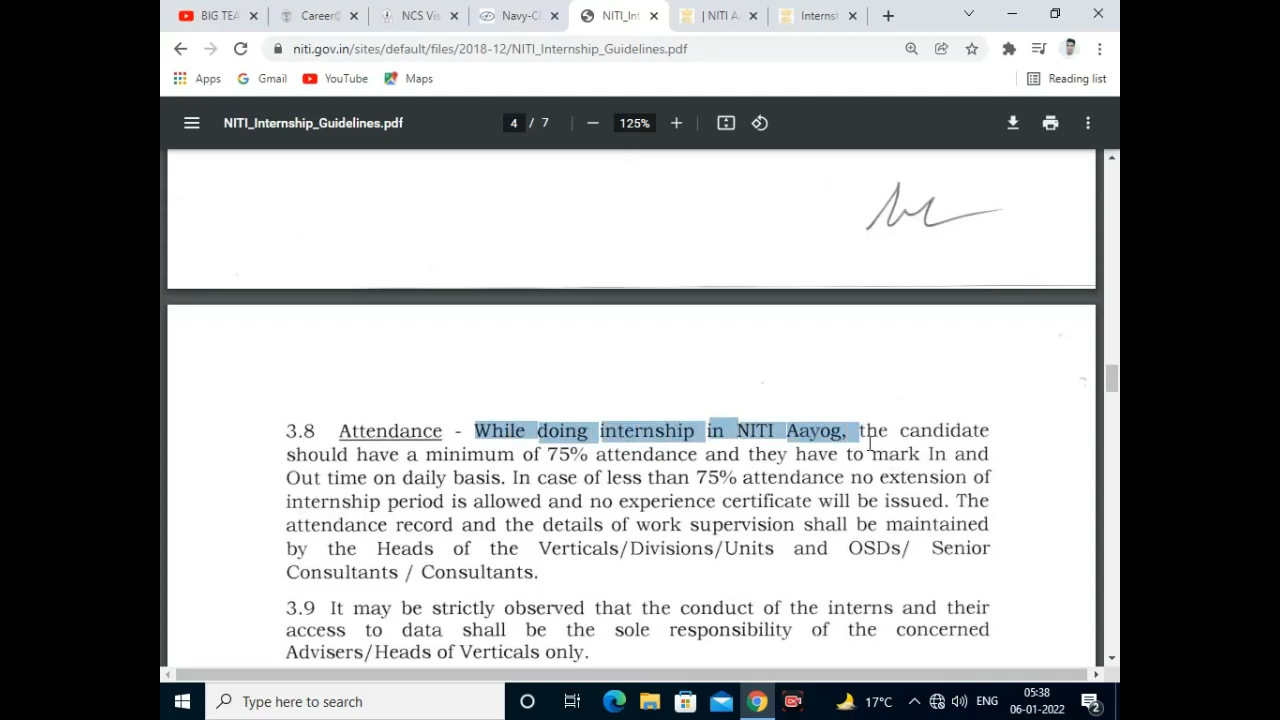 BIG TEA
Career
NCS Vis
Navy-C
NITI_Int
| NITI A
Internsh
niti.gov.in/sites/default/files/2018-12/NITI_Internship_Guidelines.pdf
Apps
Gmail
YouTube
Maps
Reading list
NITI_Internship_Guidelines.pdf
4 / 7
125%
3.8 Attendance - While doing internship in NITI Aayog, the candidate
should have a minimum of 75% attendance and they have to mark In and
Out time on daily basis. In case of less than 75% attendance no extension of
internship period is allowed and no experience certificate will be issued. The
attendance record and the details of work supervision shall be maintained
by the Heads of the Verticals/Divisions/Units and OSDs/ Senior
Consultants / Consultants.
3.9 It may be strictly observed that the conduct of the interns and their
access to data shall be the sole responsibility of the concerned
Advisers/Heads of Verticals only.
Type here to search
17°C
ENG
05:38
06-01-2022
2